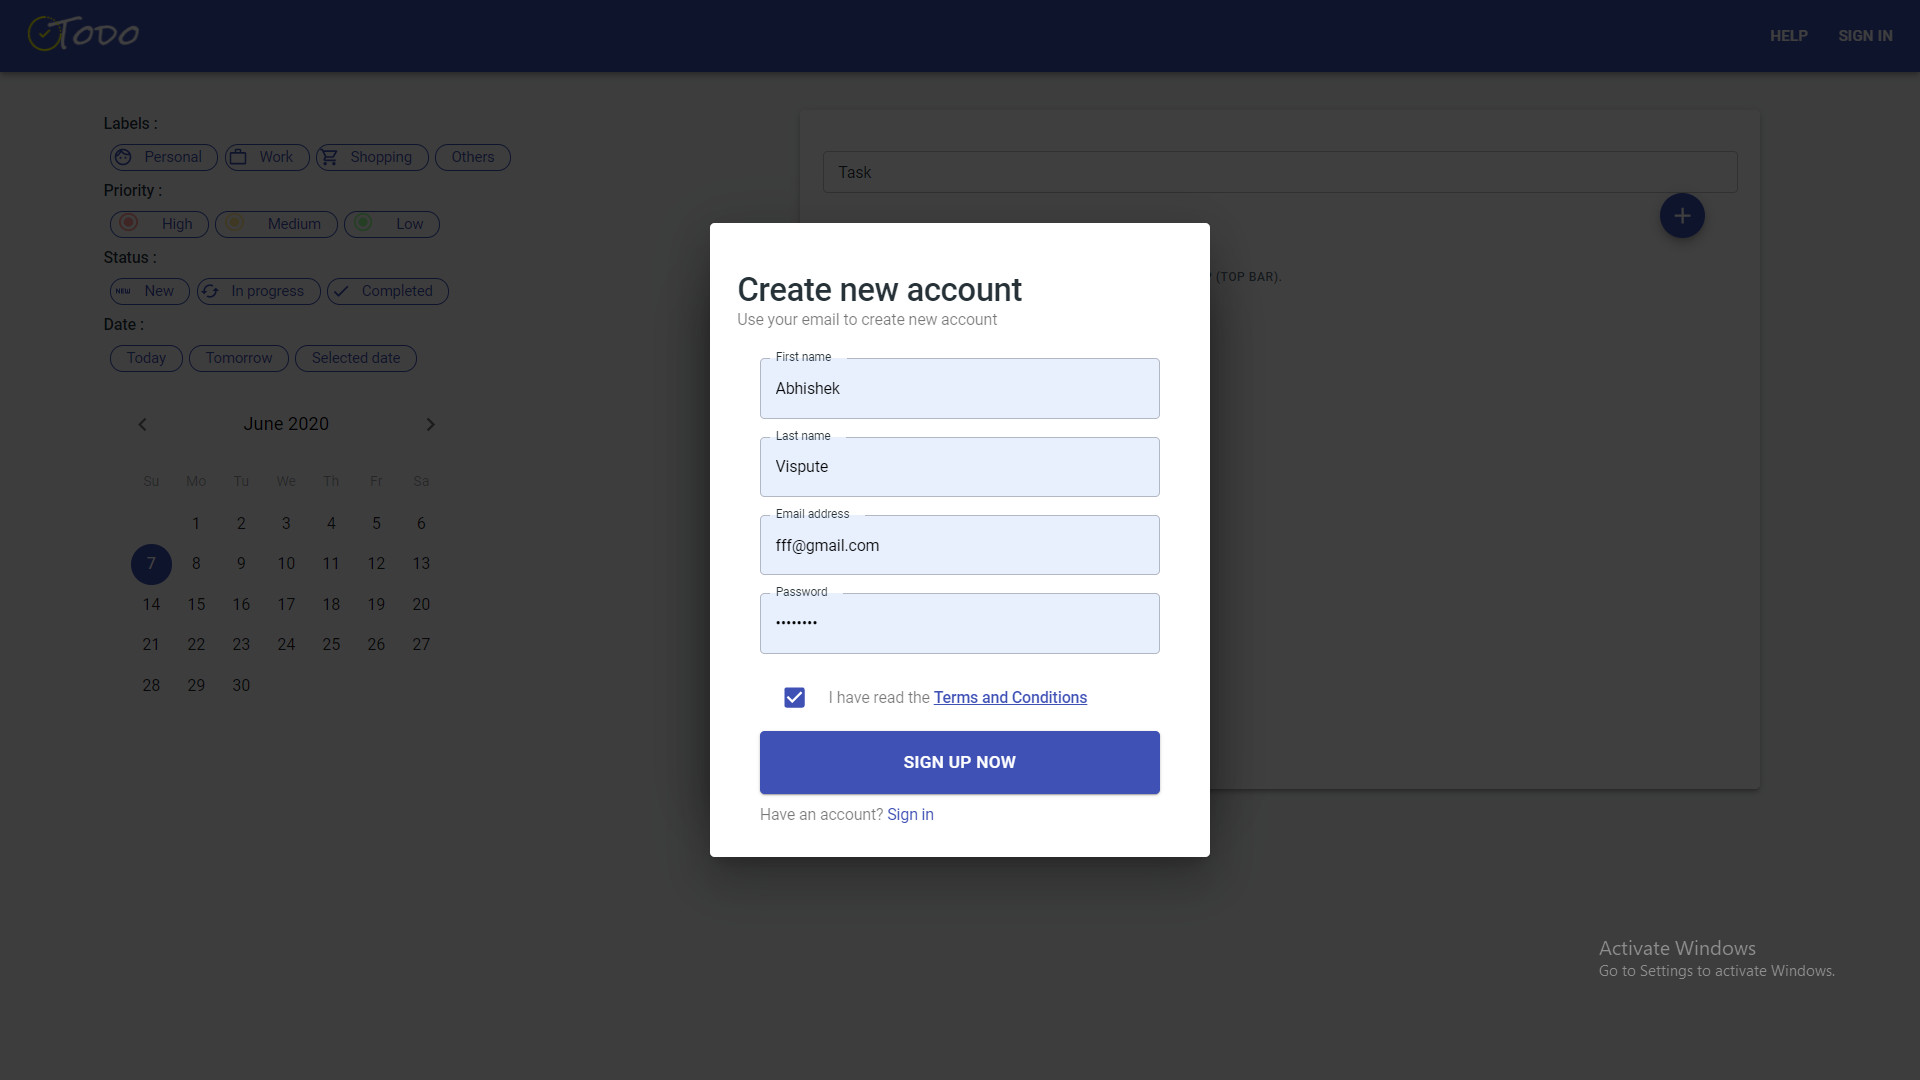 Todo
HELP SIGN IN
Labels :
Personal Work Shopping Others
Priority :
High Medium Low
Status :
NEW New In progress Completed
Date :
Today Tomorrow Selected date
June 2020
Su Mo Tu We Th Fr Sa
1 2 3 4 5 6
7 8 9 10 11 12 13
14 15 16 17 18 19 20
21 22 23 24 25 26 27
28 29 30
Task
+
(TOP BAR).
Create new account
Use your email to create new account
First name
Abhishek
Last name
Vispute
Email address
fff@gmail.com
Password
••••••••
I have read the Terms and Conditions
SIGN UP NOW
Have an account? Sign in
Activate Windows
Go to Settings to activate Windows.